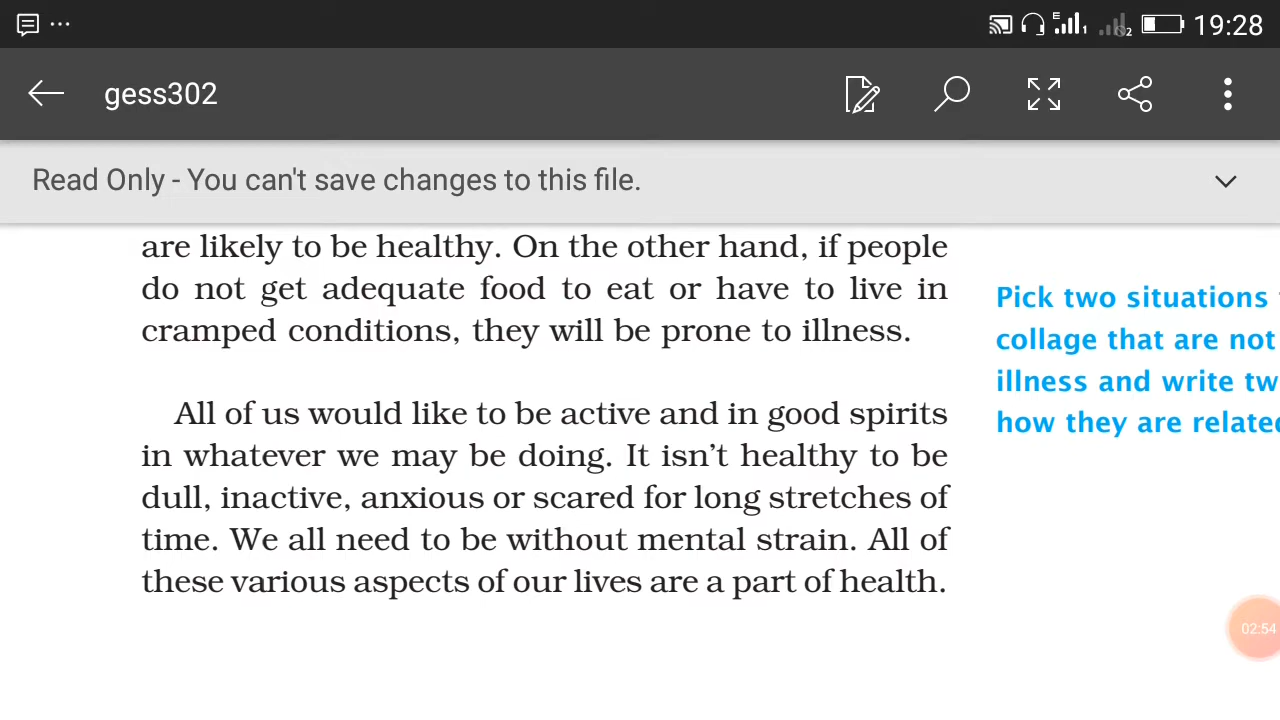 19:28
gess302
Read Only - You can't save changes to this file.
are likely to be healthy. On the other hand, if people
do not get adequate food to eat or have to live in
cramped conditions, they will be prone to illness.
All of us would like to be active and in good spirits
in whatever we may be doing. It isn't healthy to be
dull, inactive, anxious or scared for long stretches of
time. We all need to be without mental strain. All of
these various aspects of our lives are a part of health.
Pick two situations
collage that are not
illness and write
how they are
02:54